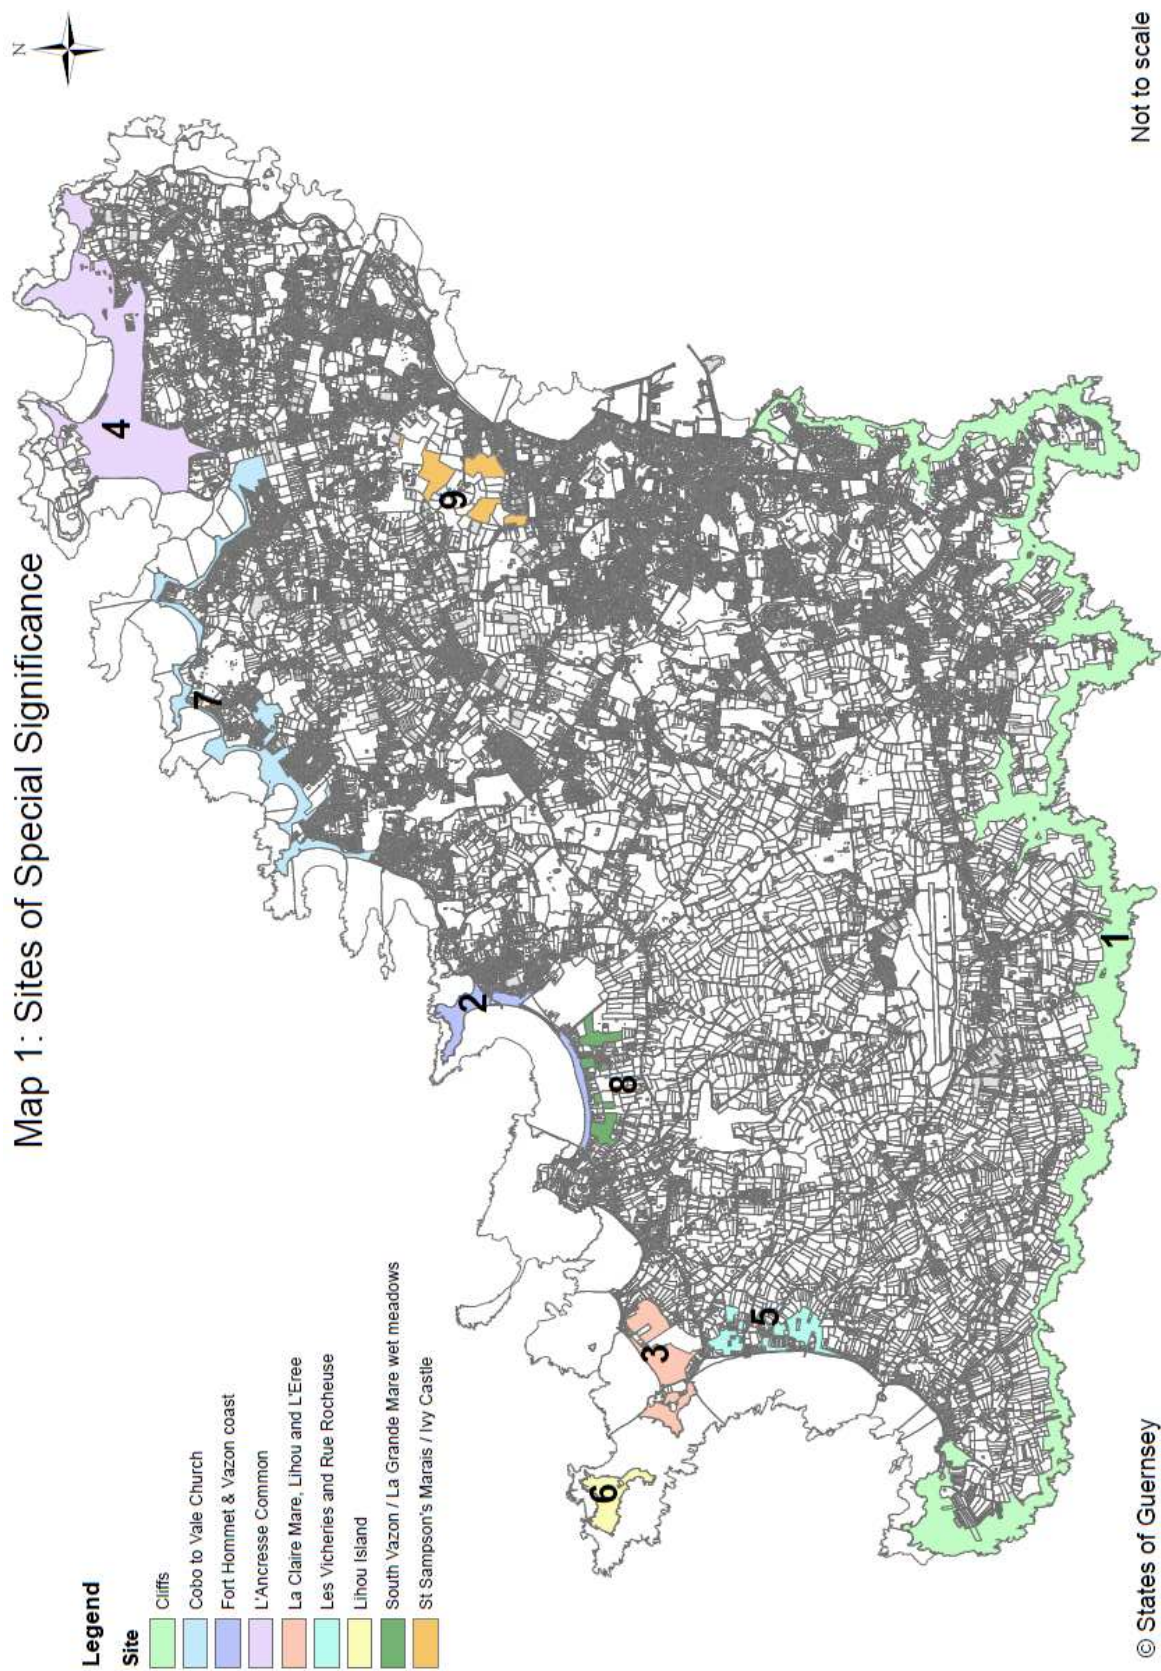 Map 1: Sites of Special Significance
N
Legend
Site
Cliffs
Cobo to Vale Church
Fort Hommet & Vazon coast
L'Ancresse Common
La Claire Mare, Lihou and L'Eree
Les Vicheries and Rue Rocheuse
Lihou Island
South Vazon / La Grande Mare wet meadows
St Sampson's Marais / Ivy Castle
4
7
9
2
8
3
5
6
1
© States of Guernsey
Not to scale